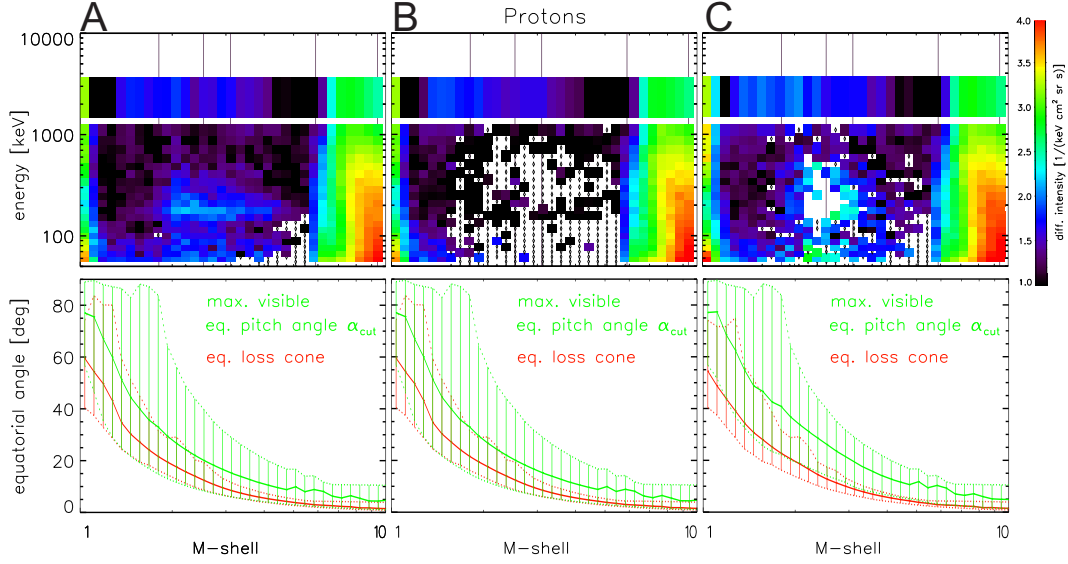 A
B
Protons
C
10000
1000
100
energy [keV]
4.0
3.5
3.0
2.5
2.0
1.5
1.0
diff. intensity [1/(keV cm² sr s)]
80
60
40
20
0
equatorial angle [deg]
max. visible
eq. pitch angle αcut
eq. loss cone
max. visible
eq. pitch angle αcut
eq. loss cone
max. visible
eq. pitch angle αcut
eq. loss cone
1
10
1
10
1
10
M-shell
M-shell
M-shell